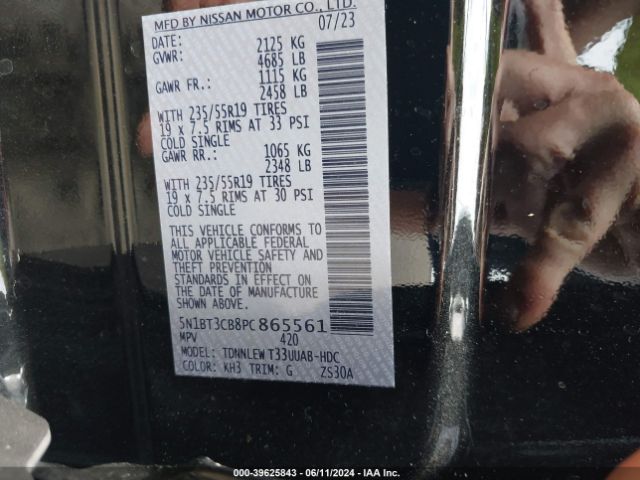 MFD BY NISSAN MOTOR CO., LTD.
DATE: 07/23
GVWR: 2125 KG
4685 LB
GAWR FR.: 1115 KG
2458 LB
WITH 235/55R19 TIRES
19 x 7.5 RIMS AT 33 PSI
COLD SINGLE
GAWR RR.: 1065 KG
2348 LB
WITH 235/55R19 TIRES
19 x 7.5 RIMS AT 30 PSI
COLD SINGLE
THIS VEHICLE CONFORMS TO
ALL APPLICABLE FEDERAL
MOTOR VEHICLE SAFETY AND
THEFT PREVENTION
STANDARDS IN EFFECT ON
THE DATE OF MANUFACTURE
SHOWN ABOVE.
5N1BT3CB8PC865561
MPV 420
MODEL: TDNNLEWT33UUAB-HDC
COLOR: KH3 TRIM: G ZS30A
000-39625843 - 06/11/2024 - IAA Inc.